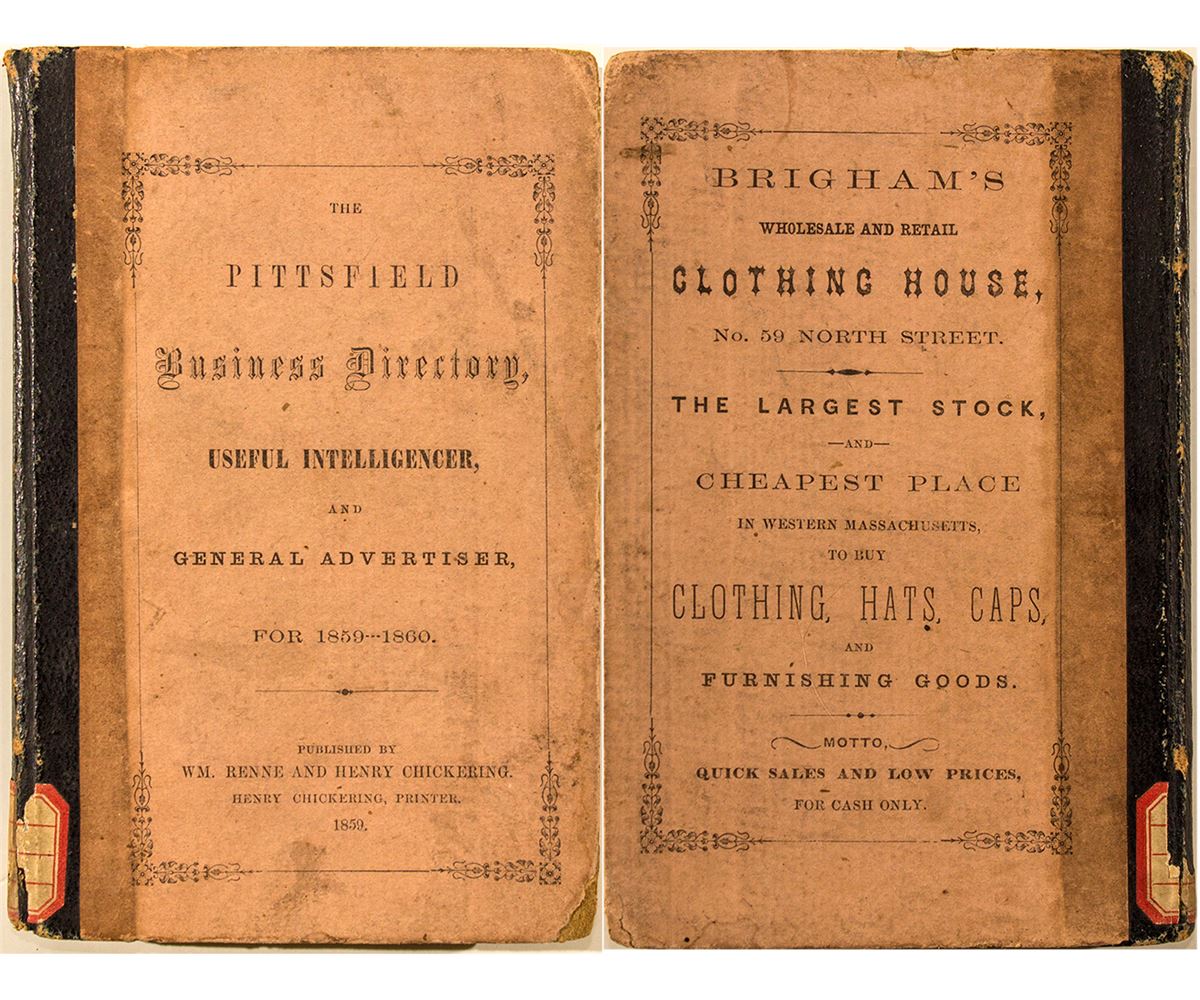 THE
PITTSFIELD
Business Directory,
USEFUL INTELLIGENCER,
AND
GENERAL ADVERTISER,
FOR 1859---1860.
PUBLISHED BY
WM. RENNE AND HENRY CHICKERING.
HENRY CHICKERING, PRINTER.
1859.
BRIGHAM'S
WHOLESALE AND RETAIL
CLOTHING HOUSE,
No. 59 NORTH STREET.
THE LARGEST STOCK,
—AND—
CHEAPEST PLACE
IN WESTERN MASSACHUSETTS,
TO BUY
CLOTHING, HATS, CAPS,
AND
FURNISHING GOODS.
MOTTO,
QUICK SALES AND LOW PRICES,
FOR CASH ONLY.